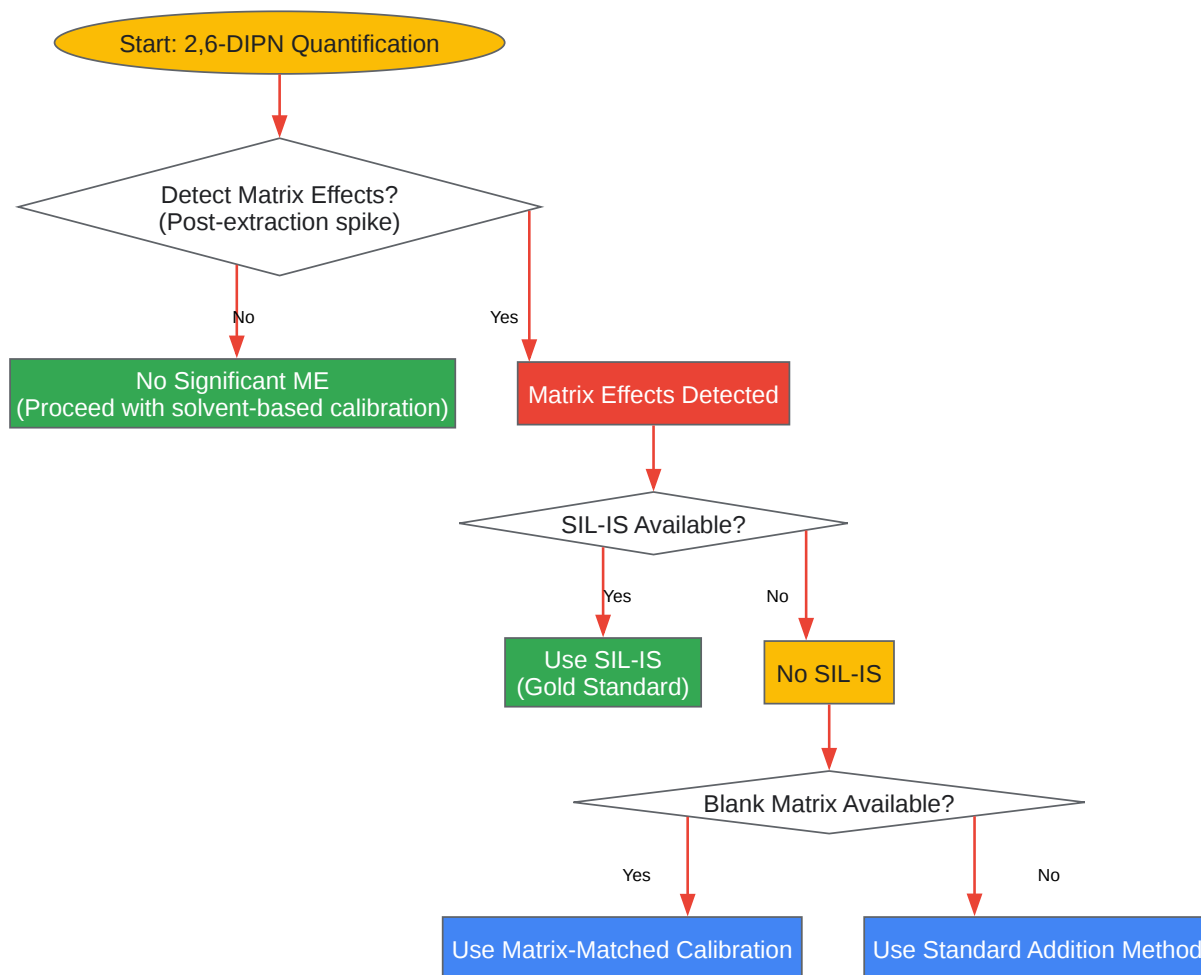 Start: 2,6-DIPN Quantification
Detect Matrix Effects?
(Post-extraction spike)
No
Yes
No Significant ME
(Proceed with solvent-based calibration)
Matrix Effects Detected
SIL-IS Available?
Yes
No
Use SIL-IS
(Gold Standard)
No SIL-IS
Blank Matrix Available?
Yes
No
Use Matrix-Matched Calibration
Use Standard Addition Method